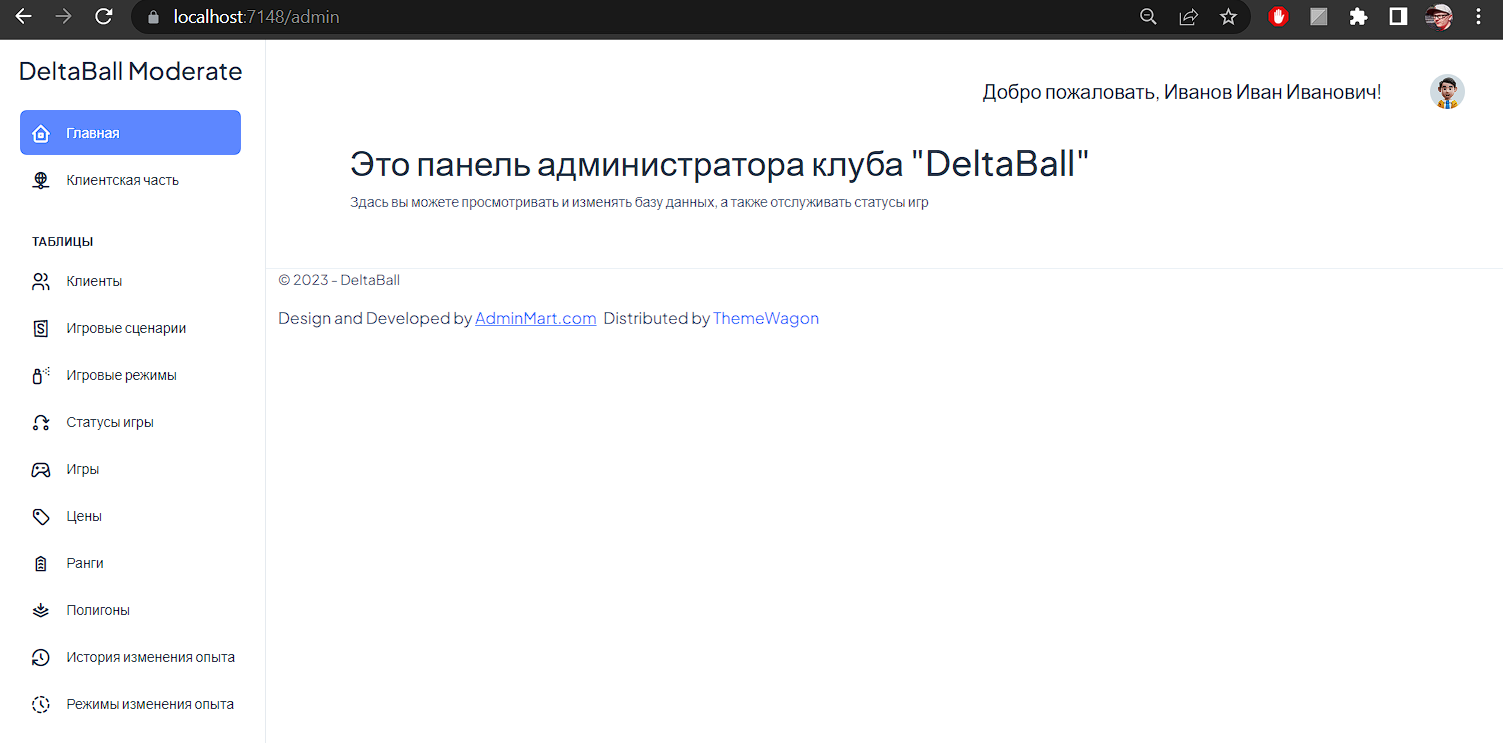 localhost:7148/admin
DeltaBall Moderate
Главная
Клиентская часть
ТАБЛИЦЫ
Клиенты
Игровые сценарии
Игровые режимы
Статусы игры
Игры
Цены
Ранги
Полигоны
История изменения опыта
Режимы изменения опыта
Добро пожаловать, Иванов Иван Иванович!
Это панель администратора клуба "DeltaBall"
Здась вы можете просмотривать и изменять базу данных, а также отслуживать статусы игр
© 2023 - DeltaBall
Design and Developed by AdminMart.com Distributed by ThemeWagon